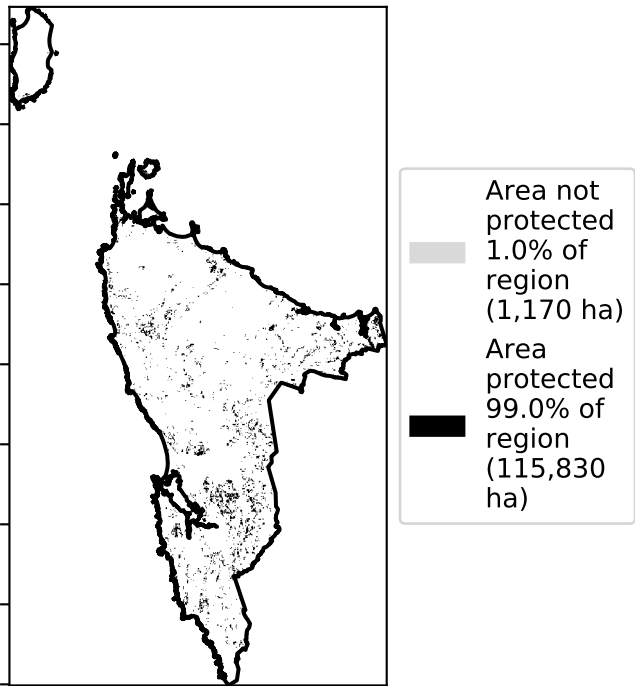 Area not
protected
1.0% of
region
(1,170 ha)
Area
protected
99.0% of
region
(115,830
ha)